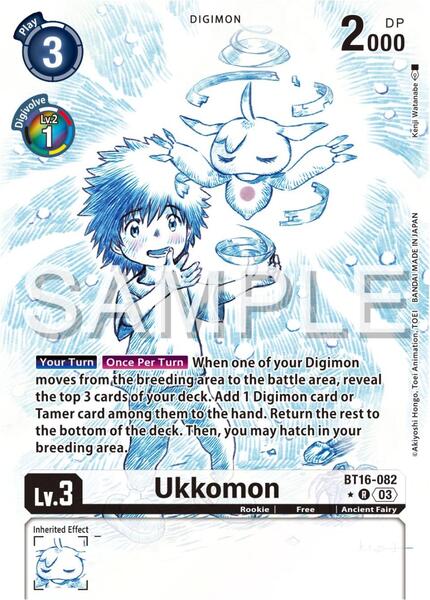 Play
3
DIGIMON
2000
DP
Digivolve
Lv.2
1
Kenji Watanabe
SAMPLE
©Akiyoshi Hongo, Toei Animation, TOEI BANDAI MADE IN JAPAN
Your Turn Once Per Turn When one of your Digimon
moves from the breeding area to the battle area, reveal
the top 3 cards of your deck. Add 1 Digimon card or
Tamer card among them to the hand. Return the rest to
the bottom of the deck. Then, you may hatch in your
breeding area.
Lv.3
Ukkomon
BT16-082
R 03
Rookie Free Ancient Fairy
Inherited Effect